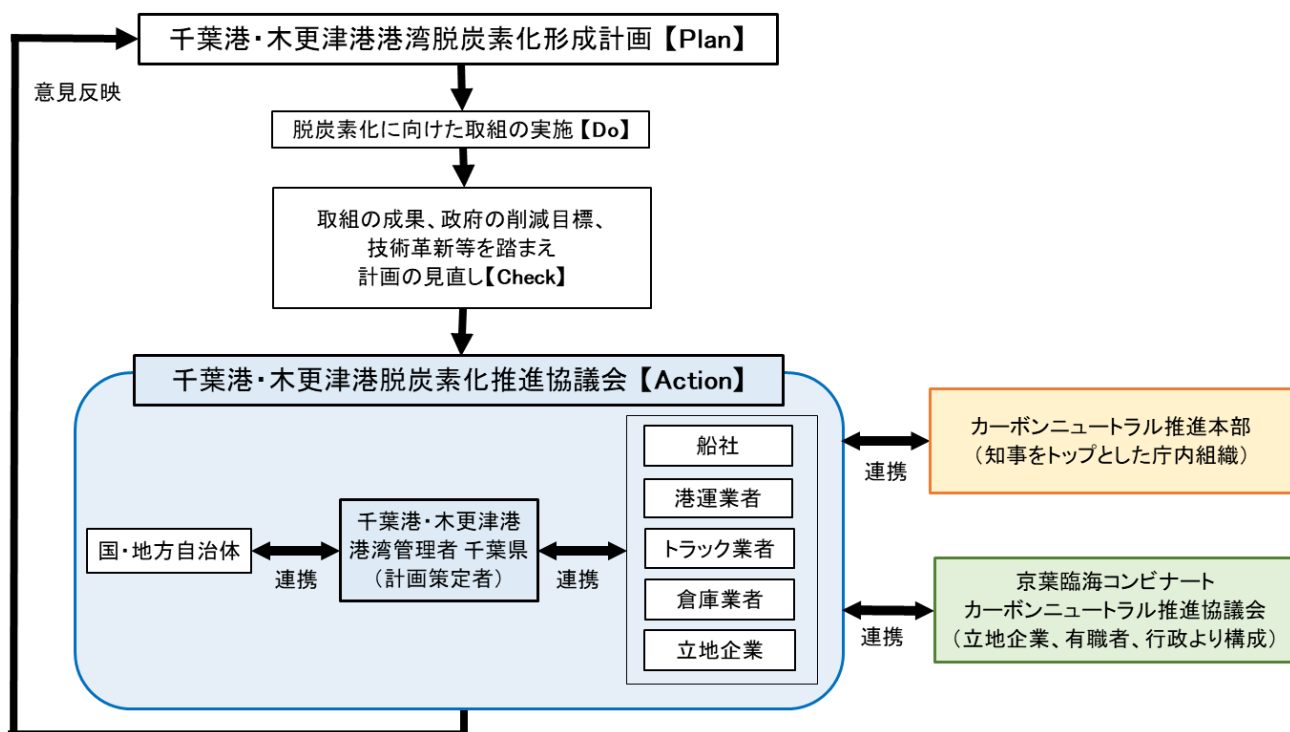 千葉港・木更津港港湾脱炭素化形成計画【Plan】
意見反映
脱炭素化に向けた取組の実施【Do】
取組の成果、政府の削減目標、
技術革新等を踏まえ
計画の見直し【Check】
千葉港・木更津港脱炭素化推進協議会【Action】
国・地方自治体
連携
千葉港・木更津港
港湾管理者 千葉県
（計画策定者）
連携
船社
港運業者
トラック業者
倉庫業者
立地企業
連携
カーボンニュートラル推進本部
（知事をトップとした庁内組織）
連携
京葉臨海コンビナート
カーボンニュートラル推進協議会
（立地企業、有職者、行政より構成）